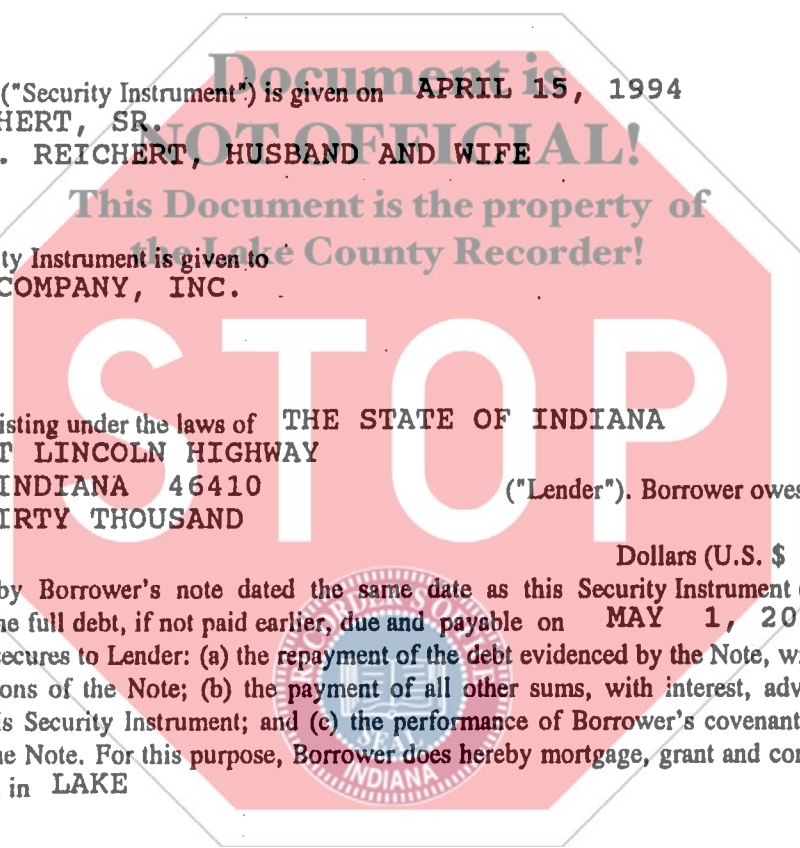 Document is
("Security Instrument") is given on APRIL 15, 1994
HERT, SR.
NOT OFFICIAL!
. REICHERT, HUSBAND AND WIFE
This Document is the property of
the Lake County Recorder!
ty Instrument is given to
COMPANY, INC.
STOP
isting under the laws of THE STATE OF INDIANA
T LINCOLN HIGHWAY
INDIANA 46410 ("Lender"). Borrower owes
IRTY THOUSAND
Dollars (U.S. $
by Borrower's note dated the same date as this Security Instrument (
he full debt, if not paid earlier, due and payable on MAY 1, 20
ecures to Lender: (a) the repayment of the debt evidenced by the Note, w
ons of the Note; (b) the payment of all other sums, with interest, adv
is Security Instrument; and (c) the performance of Borrower's covenant
he Note. For this purpose, Borrower does hereby mortgage, grant and con
in LAKE
RECORDER'S OFFICE
SEAL
INDIANA